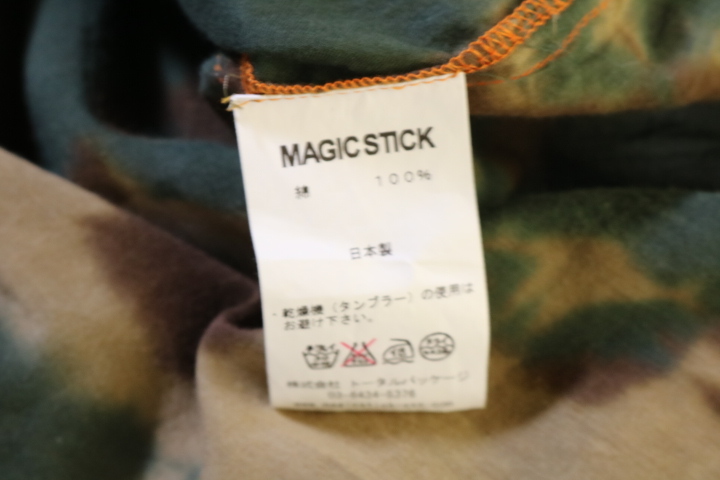 MAGIC STICK
綿 100%
日本製
・乾燥機（タンブラー）の使用は
お避け下さい。
株式会社 トータルパッケージ